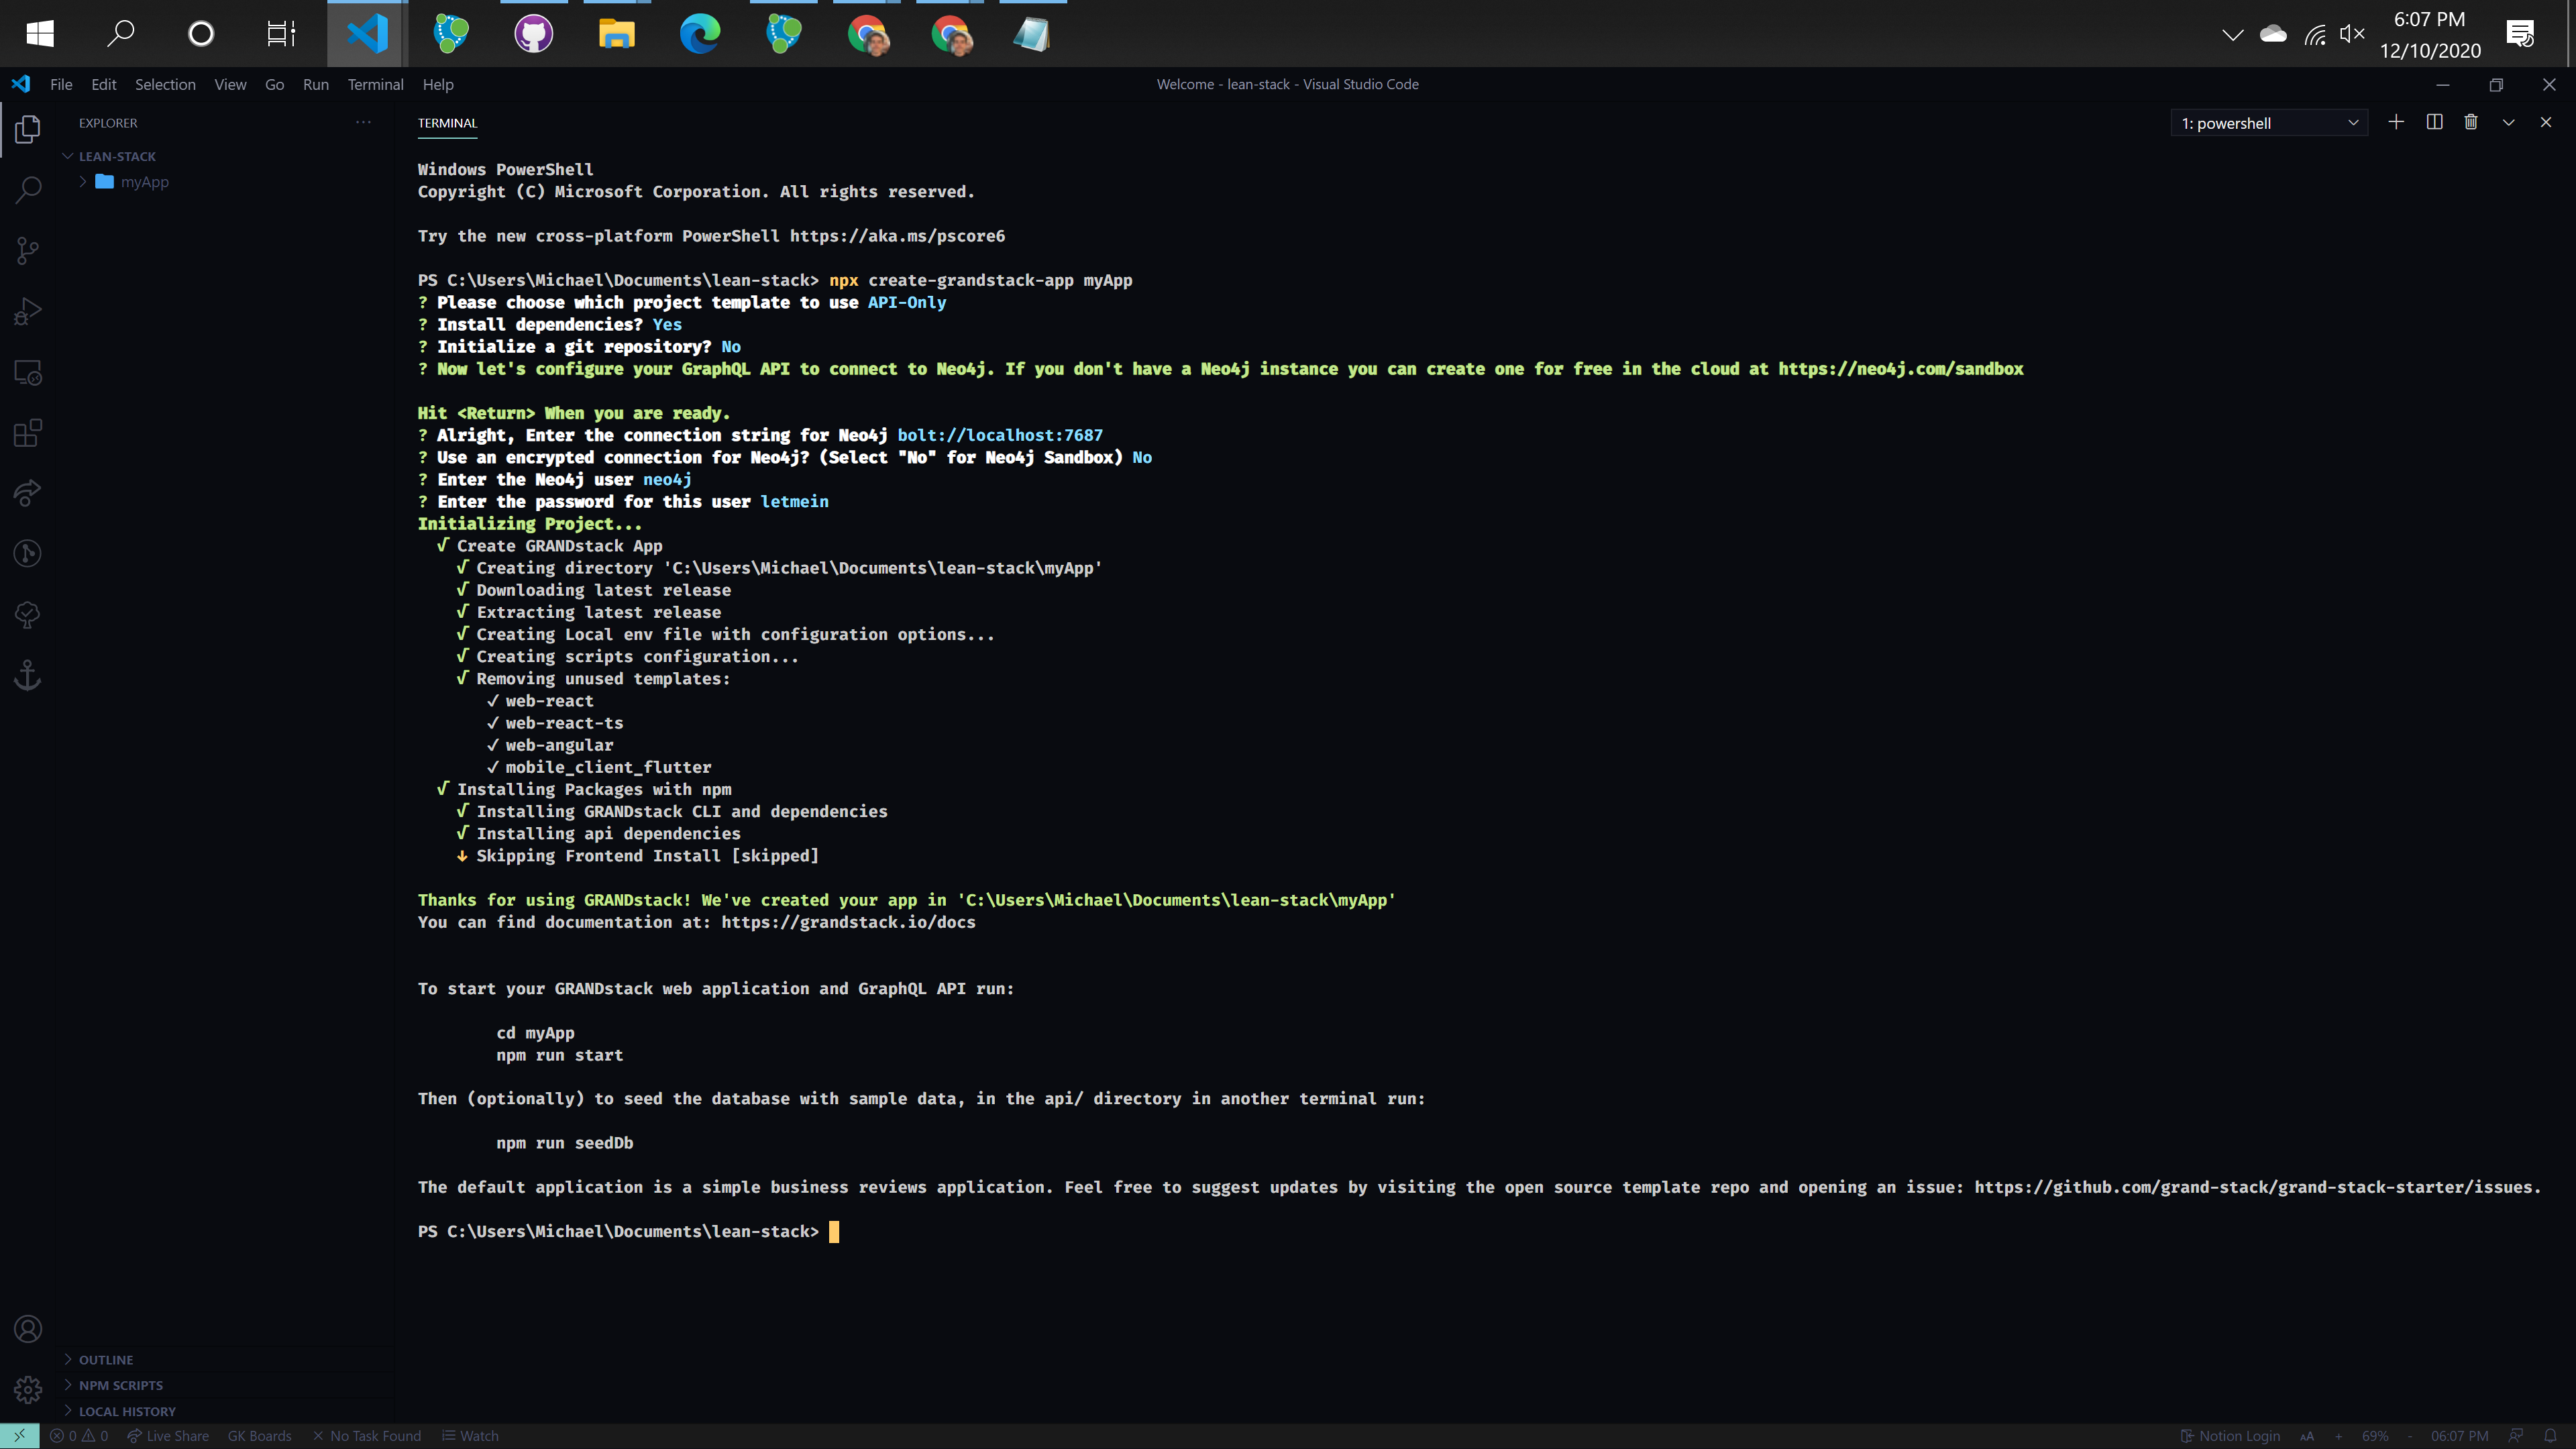 6:07 PM
12/10/2020
File Edit Selection View Go Run Terminal Help
Welcome - lean-stack - Visual Studio Code
EXPLORER
LEAN-STACK
myApp
TERMINAL
1: powershell
Windows PowerShell
Copyright (C) Microsoft Corporation. All rights reserved.
Try the new cross-platform PowerShell https://aka.ms/pscore6
PS C:\Users\Michael\Documents\lean-stack> npx create-grandstack-app myApp
? Please choose which project template to use API-Only
? Install dependencies? Yes
? Initialize a git repository? No
? Now let's configure your GraphQL API to connect to Neo4j. If you don't have a Neo4j instance you can create one for free in the cloud at https://neo4j.com/sandbox
Hit <Return> When you are ready.
? Alright, Enter the connection string for Neo4j bolt://localhost:7687
? Use an encrypted connection for Neo4j? (Select "No" for Neo4j Sandbox) No
? Enter the Neo4j user neo4j
? Enter the password for this user letmein
Initializing Project...
√ Create GRANDstack App
√ Creating directory 'C:\Users\Michael\Documents\lean-stack\myApp'
√ Downloading latest release
√ Extracting latest release
√ Creating Local env file with configuration options...
√ Creating scripts configuration...
√ Removing unused templates:
✓ web-react
✓ web-react-ts
✓ web-angular
✓ mobile_client_flutter
√ Installing Packages with npm
√ Installing GRANDstack CLI and dependencies
√ Installing api dependencies
↓ Skipping Frontend Install [skipped]
Thanks for using GRANDstack! We've created your app in 'C:\Users\Michael\Documents\lean-stack\myApp'
You can find documentation at: https://grandstack.io/docs
To start your GRANDstack web application and GraphQL API run:
cd myApp
npm run start
Then (optionally) to seed the database with sample data, in the api/ directory in another terminal run:
npm run seedDb
The default application is a simple business reviews application. Feel free to suggest updates by visiting the open source template repo and opening an issue: https://github.com/grand-stack/grand-stack-starter/issues.
PS C:\Users\Michael\Documents\lean-stack>
OUTLINE
NPM SCRIPTS
LOCAL HISTORY
0 0 Live Share GK Boards No Task Found Watch
Notion Login AA + 69% - 06:07 PM